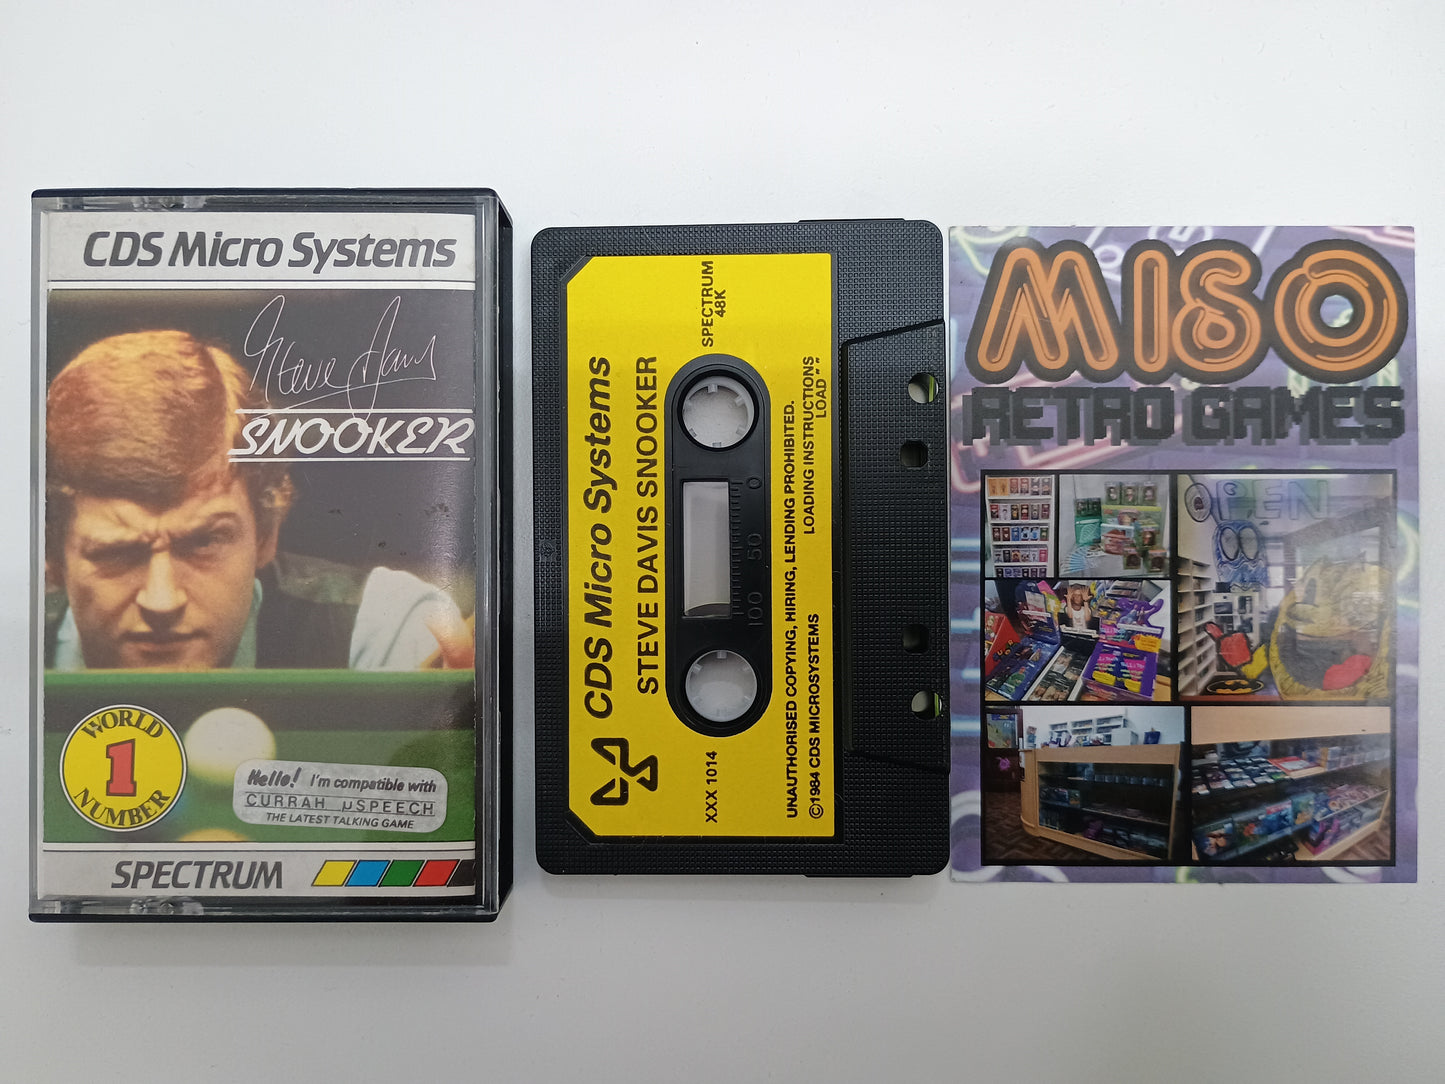 CDS Micro Systems
Steve Davis
SNOOKER
WORLD
1
NUMBER
Hello! I'm compatible with
CURRAH µSPEECH
THE LATEST TALKING GAME
SPECTRUM
CDS Micro Systems
STEVE DAVIS SNOOKER
SPECTRUM
48K
0
50
100
XXX 1014
UNAUTHORISED COPYING, HIRING, LENDING PROHIBITED.
LOADING INSTRUCTIONS
LOAD " "
©1984 CDS MICROSYSTEMS
MISO
RETRO GAMES
OPEN